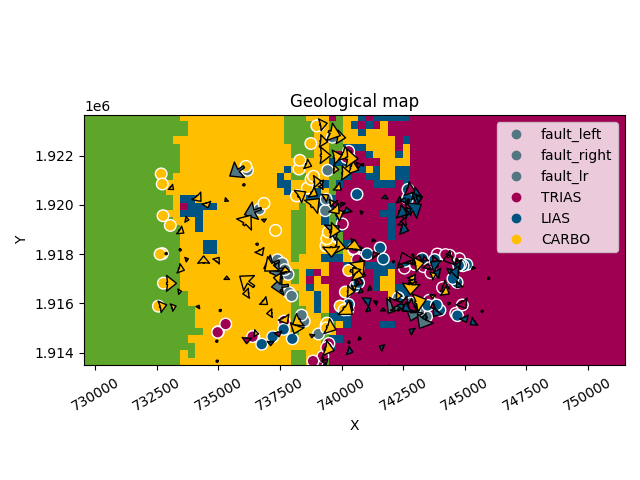 Geological map
1e6
1.922
1.920
1.918
1.916
1.914
Y
fault_left
fault_right
fault_lr
TRIAS
LIAS
CARBO
730000
732500
735000
737500
740000
742500
745000
747500
750000
X